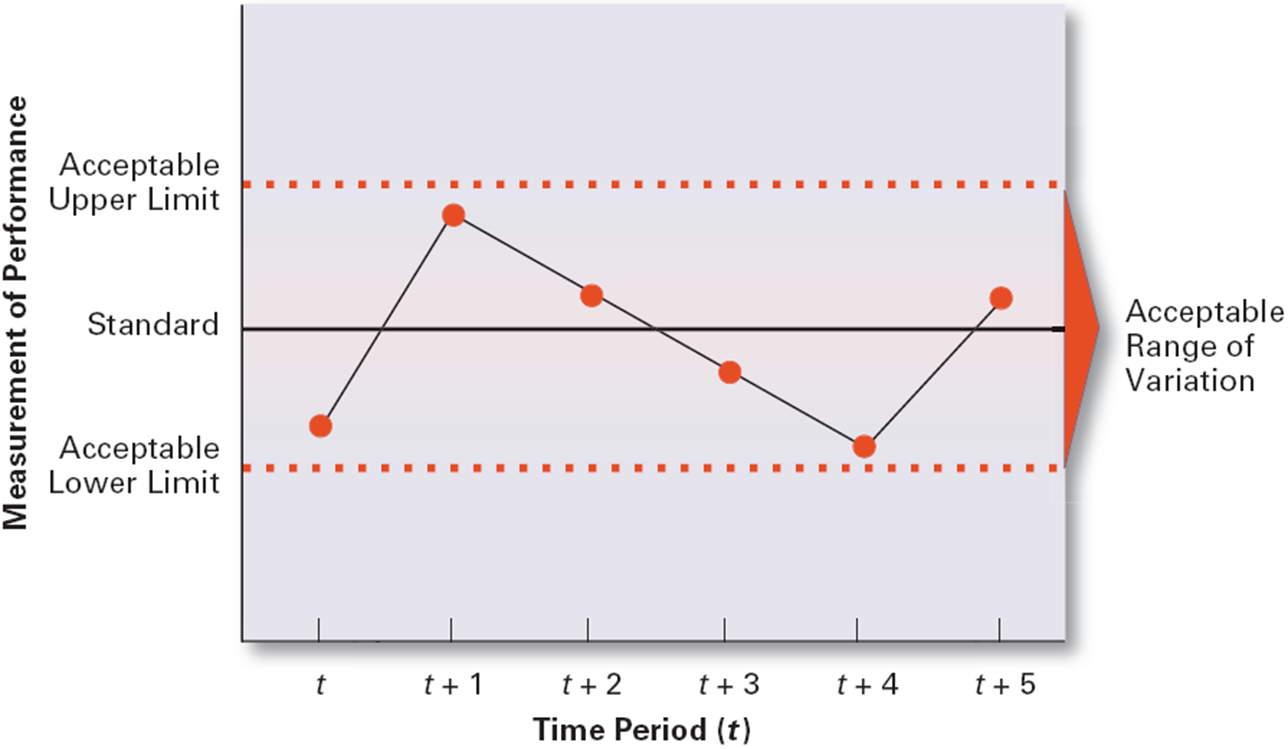 Measurement of Performance
Acceptable
Upper Limit
Standard
Acceptable
Lower Limit
Acceptable
Range of
Variation
t
t + 1
t + 2
t + 3
t + 4
t + 5
Time Period (t)